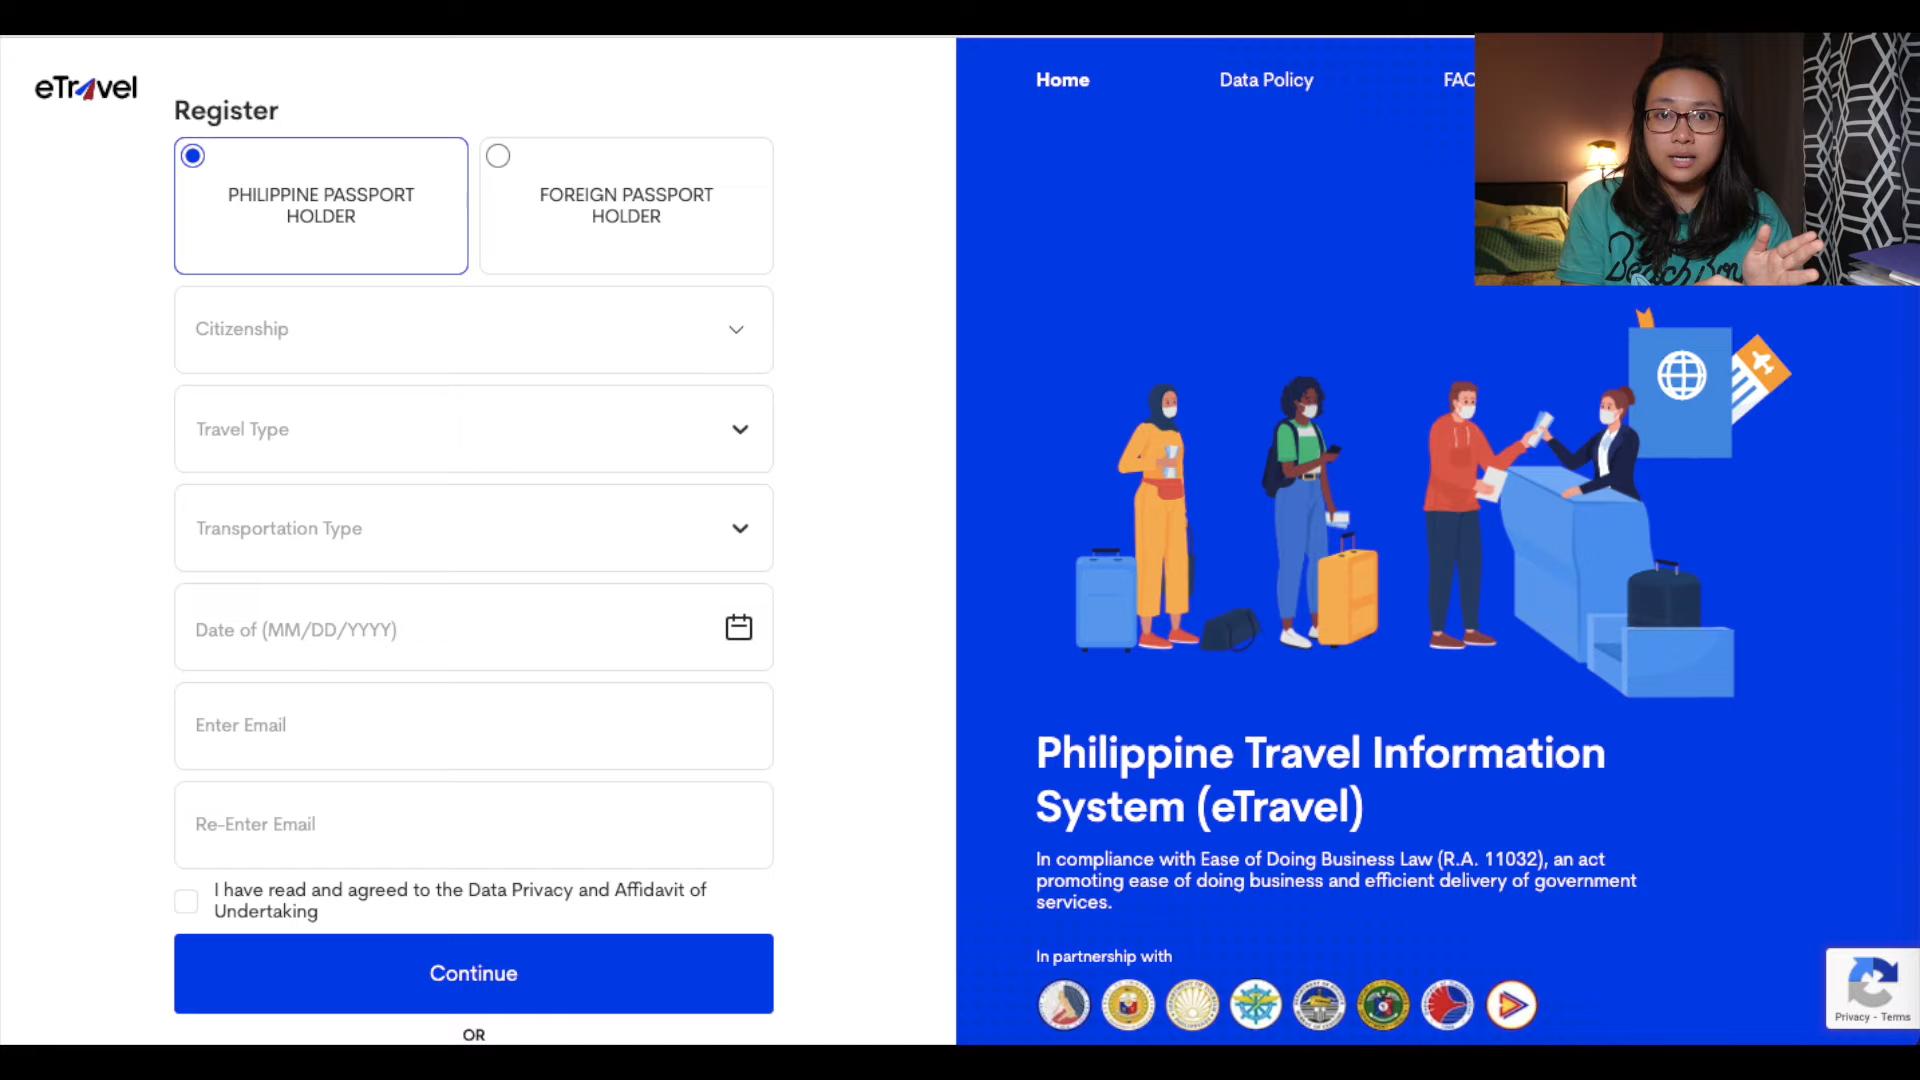 eTravel
Register
PHILIPPINE PASSPORT
HOLDER
FOREIGN PASSPORT
HOLDER
Citizenship
Travel Type
Transportation Type
Date of (MM/DD/YYYY)
Enter Email
Re-Enter Email
I have read and agreed to the Data Privacy and Affidavit of
Undertaking
Continue
OR
Home
Data Policy
FAQ
Beach
Philippine Travel Information
System (eTravel)
In compliance with Ease of Doing Business Law (R.A. 11032), an act
promoting ease of doing business and efficient delivery of government
services.
In partnership with
Privacy - Terms